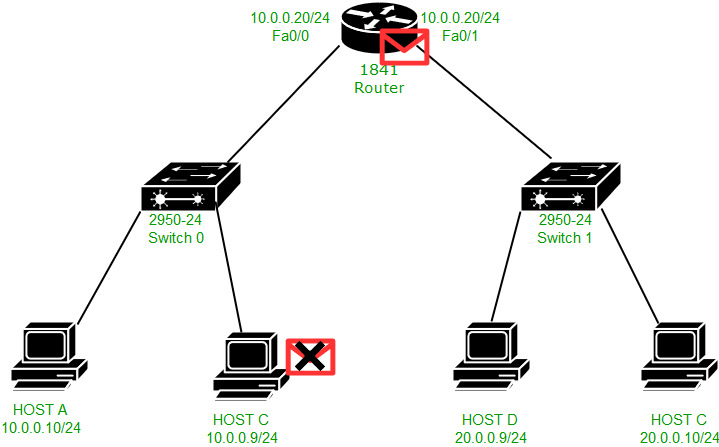 10.0.0.20/24
Fa0/0
10.0.0.20/24
Fa0/1
1841
Router
2950-24
Switch 0
2950-24
Switch 1
HOST A
10.0.0.10/24
HOST C
10.0.0.9/24
HOST D
20.0.0.9/24
HOST C
20.0.0.10/24